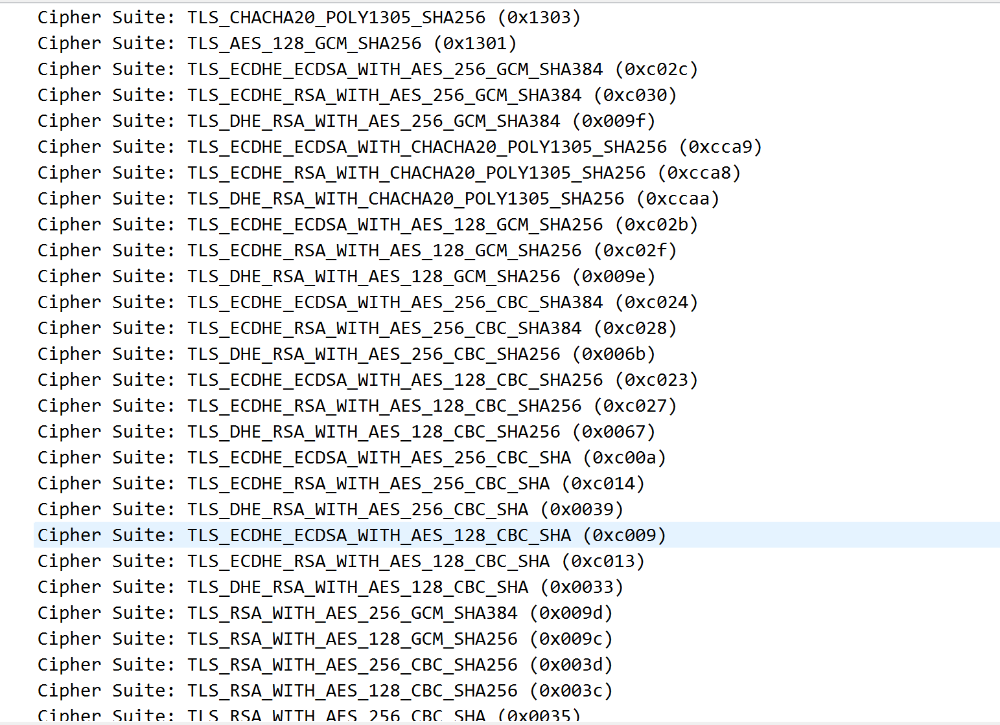 Cipher Suite: TLS_CHACHA20_POLY1305_SHA256 (0x1303)
Cipher Suite: TLS_AES_128_GCM_SHA256 (0x1301)
Cipher Suite: TLS_ECDHE_ECDSA_WITH_AES_256_GCM_SHA384 (0xc02c)
Cipher Suite: TLS_ECDHE_RSA_WITH_AES_256_GCM_SHA384 (0xc030)
Cipher Suite: TLS_DHE_RSA_WITH_AES_256_GCM_SHA384 (0x009f)
Cipher Suite: TLS_ECDHE_ECDSA_WITH_CHACHA20_POLY1305_SHA256 (0xcca9)
Cipher Suite: TLS_ECDHE_RSA_WITH_CHACHA20_POLY1305_SHA256 (0xcca8)
Cipher Suite: TLS_DHE_RSA_WITH_CHACHA20_POLY1305_SHA256 (0xccaa)
Cipher Suite: TLS_ECDHE_ECDSA_WITH_AES_128_GCM_SHA256 (0xc02b)
Cipher Suite: TLS_ECDHE_RSA_WITH_AES_128_GCM_SHA256 (0xc02f)
Cipher Suite: TLS_DHE_RSA_WITH_AES_128_GCM_SHA256 (0x009e)
Cipher Suite: TLS_ECDHE_ECDSA_WITH_AES_256_CBC_SHA384 (0xc024)
Cipher Suite: TLS_ECDHE_RSA_WITH_AES_256_CBC_SHA384 (0xc028)
Cipher Suite: TLS_DHE_RSA_WITH_AES_256_CBC_SHA256 (0x006b)
Cipher Suite: TLS_ECDHE_ECDSA_WITH_AES_128_CBC_SHA256 (0xc023)
Cipher Suite: TLS_ECDHE_RSA_WITH_AES_128_CBC_SHA256 (0xc027)
Cipher Suite: TLS_DHE_RSA_WITH_AES_128_CBC_SHA256 (0x0067)
Cipher Suite: TLS_ECDHE_ECDSA_WITH_AES_256_CBC_SHA (0xc00a)
Cipher Suite: TLS_ECDHE_RSA_WITH_AES_256_CBC_SHA (0xc014)
Cipher Suite: TLS_DHE_RSA_WITH_AES_256_CBC_SHA (0x0039)
Cipher Suite: TLS_ECDHE_ECDSA_WITH_AES_128_CBC_SHA (0xc009)
Cipher Suite: TLS_ECDHE_RSA_WITH_AES_128_CBC_SHA (0xc013)
Cipher Suite: TLS_DHE_RSA_WITH_AES_128_CBC_SHA (0x0033)
Cipher Suite: TLS_RSA_WITH_AES_256_GCM_SHA384 (0x009d)
Cipher Suite: TLS_RSA_WITH_AES_128_GCM_SHA256 (0x009c)
Cipher Suite: TLS_RSA_WITH_AES_256_CBC_SHA256 (0x003d)
Cipher Suite: TLS_RSA_WITH_AES_128_CBC_SHA256 (0x003c)
Cipher Suite: TLS_RSA_WITH_AES_256_CBC_SHA (0x0035)